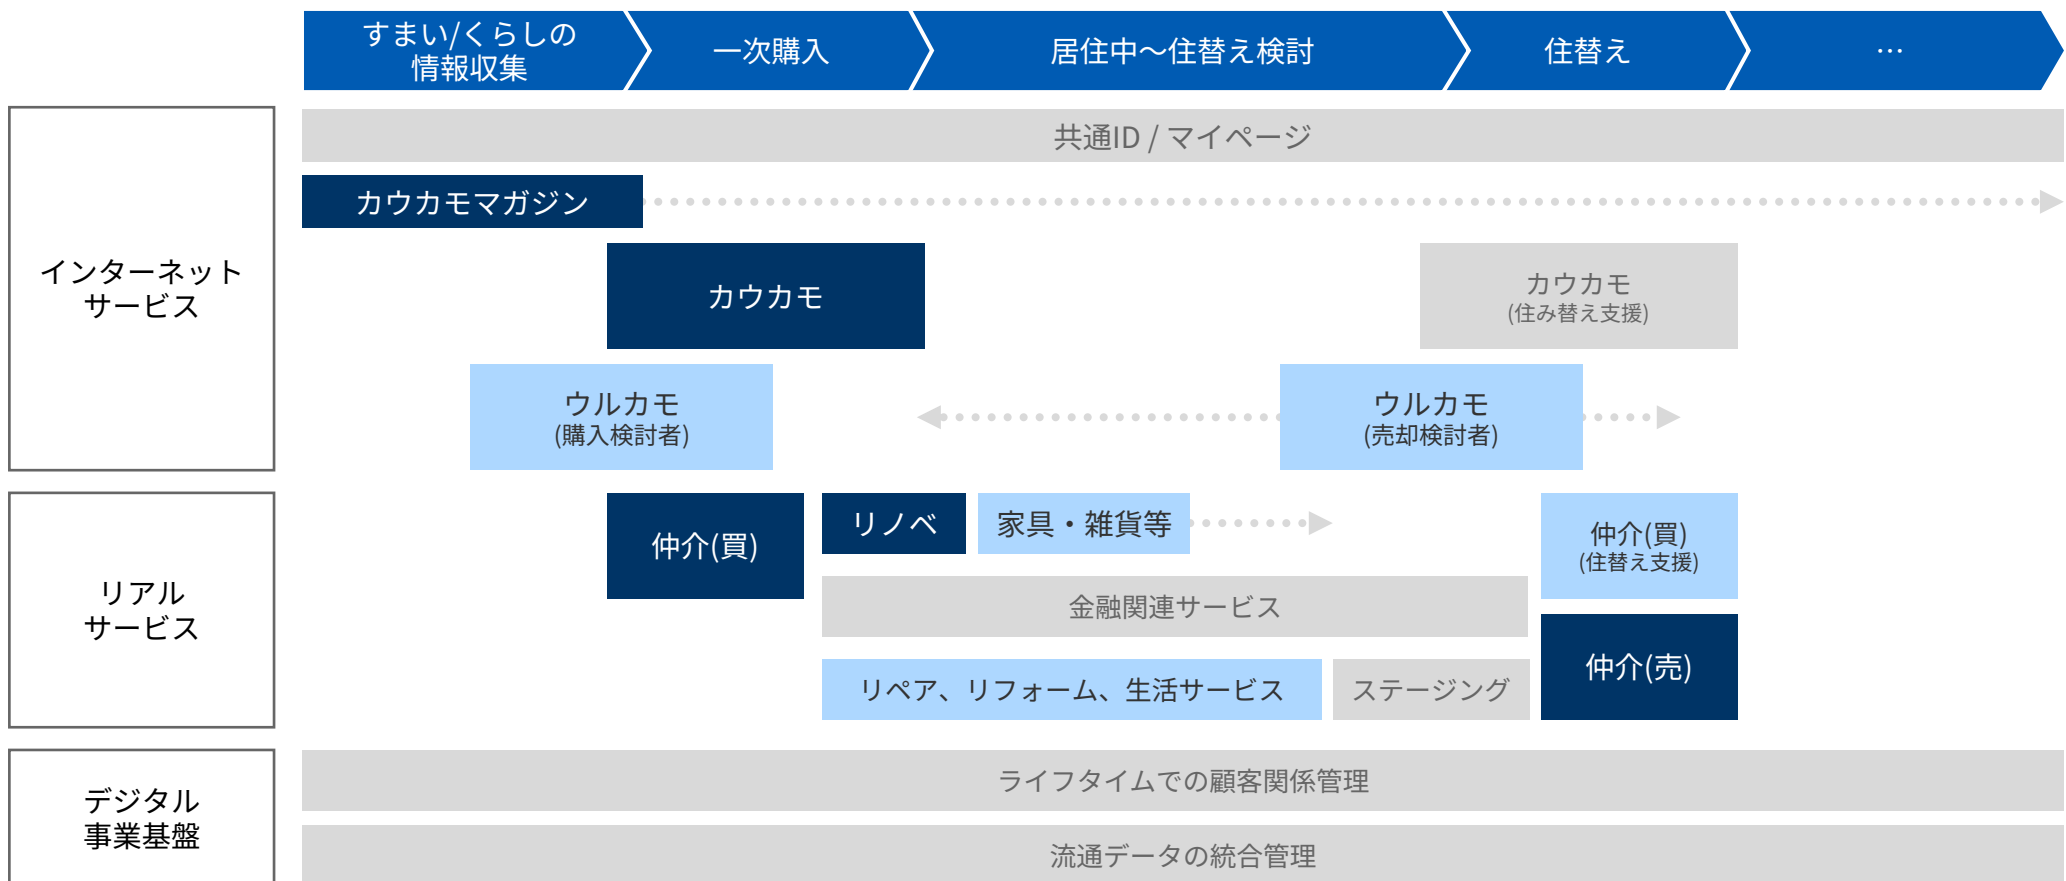 すまい/くらしの
情報収集
一次購入
居住中～住替え検討
住替え
…
インターネット
サービス
共通ID / マイページ
カウカモマガジン
カウカモ
カウカモ
(住み替え支援)
ウルカモ
(購入検討者)
ウルカモ
(売却検討者)
リアル
サービス
仲介(買)
リノベ
家具・雑貨等
仲介(買)
(住替え支援)
金融関連サービス
仲介(売)
リペア、リフォーム、生活サービス
ステージング
デジタル
事業基盤
ライフタイムでの顧客関係管理
流通データの統合管理